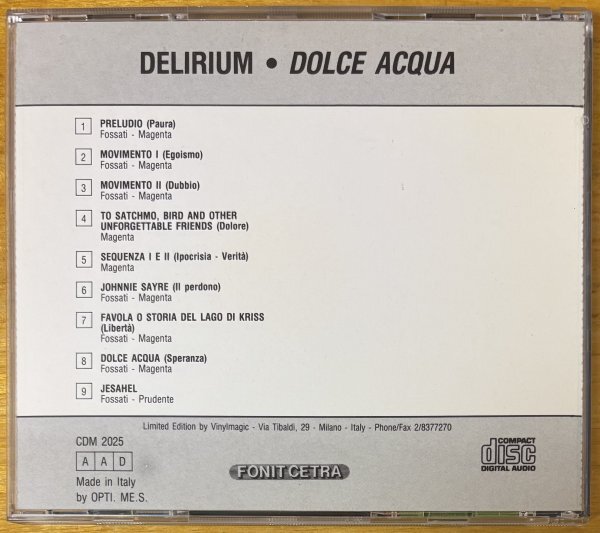 DELIRIUM • DOLCE ACQUA
1 PRELUDIO (Paura)
Fossati - Magenta
2 MOVIMENTO I (Egoismo)
Fossati - Magenta
3 MOVIMENTO II (Dubbio)
Fossati - Magenta
4 TO SATCHMO, BIRD AND OTHER
UNFORGETTABLE FRIENDS (Dolore)
Magenta
5 SEQUENZA I E II (Ipocrisia - Verità)
Magenta
6 JOHNNIE SAYRE (Il perdono)
Fossati - Magenta
7 FAVOLA O STORIA DEL LAGO DI KRISS
(Libertà)
Fossati - Magenta
8 DOLCE ACQUA (Speranza)
Fossati - Magenta
9 JESAHEL
Fossati - Prudente
Limited Edition by Vinylmagic - Via Tibaldi, 29 - Milano - Italy - Phone/Fax 2/8377270
CDM 2025
A A D
Made in Italy
by OPTI. ME.S.
FONIT CETRA
COMPACT
disc
DIGITAL AUDIO